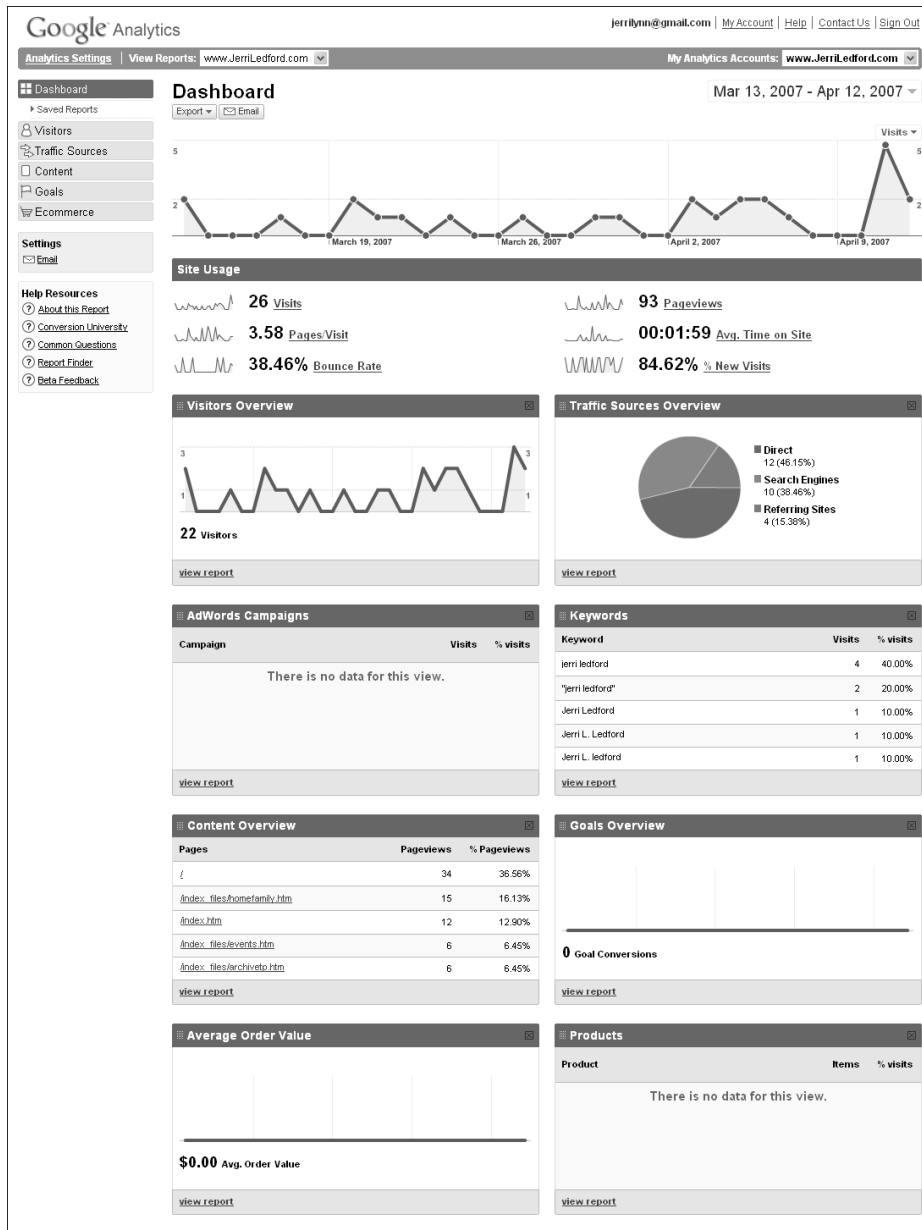 Google Analytics
jerrilynn@gmail.com | My Account | Help | Contact Us | Sign Out
Analytics Settings | View Reports: www.JerriLedford.com
My Analytics Accounts: www.JerriLedford.com
Dashboard
Saved Reports
Visitors
Traffic Sources
Content
Goals
Ecommerce
Settings
Email
Help Resources
? About this Report
? Conversion University
? Common Questions
? Report Finder
? Beta Feedback
Dashboard
Mar 13, 2007 - Apr 12, 2007
Export Email
Visits
5 5
2 2
March 19, 2007 March 26, 2007 April 2, 2007 April 9, 2007
Site Usage
26 Visits
93 Pageviews
3.58 Pages/Visit
00:01:59 Avg. Time on Site
38.46% Bounce Rate
84.62% % New Visits
Visitors Overview
3 3
1 1
22 Visitors
view report
Traffic Sources Overview
Direct
12 (46.15%)
Search Engines
10 (38.46%)
Referring Sites
4 (15.38%)
view report
AdWords Campaigns
Campaign Visits % visits
There is no data for this view.
view report
Keywords
Keyword Visits % visits
jerri ledford 4 40.00%
"jerri ledford" 2 20.00%
Jerri Ledford 1 10.00%
Jerri L. Ledford 1 10.00%
Jerri L. ledford 1 10.00%
view report
Content Overview
Pages Pageviews % Pageviews
/ 34 36.56%
/index_files/homefamily.htm 15 16.13%
/index.htm 12 12.90%
/index_files/events.htm 6 6.45%
/index_files/archivetp.htm 6 6.45%
view report
Goals Overview
0 Goal Conversions
view report
Average Order Value
$0.00 Avg. Order Value
view report
Products
Product Items % visits
There is no data for this view.
view report